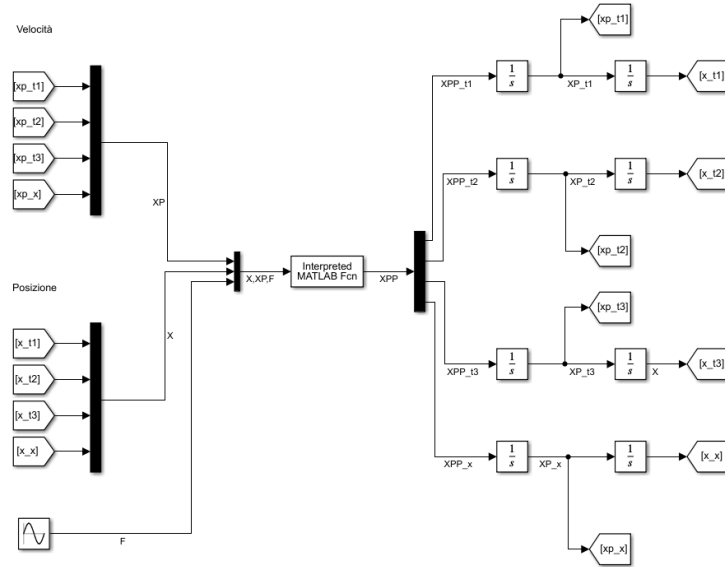 Velocità
[xp_t1]
[xp_t2]
[xp_t3]
[xp_x]
XP
Posizione
[x_t1]
[x_t2]
[x_t3]
[x_x]
X
F
X,XP,F
Interpreted
MATLAB Fcn
XPP
[xp_t1]
XPP_t1
1
s
XP_t1
1
s
[x_t1]
XPP_t2
1
s
XP_t2
1
s
[x_t2]
[xp_t2]
[xp_t3]
XPP_t3
1
s
XP_t3
1
s
X
[x_t3]
XPP_x
1
s
XP_x
1
s
[x_x]
[xp_x]